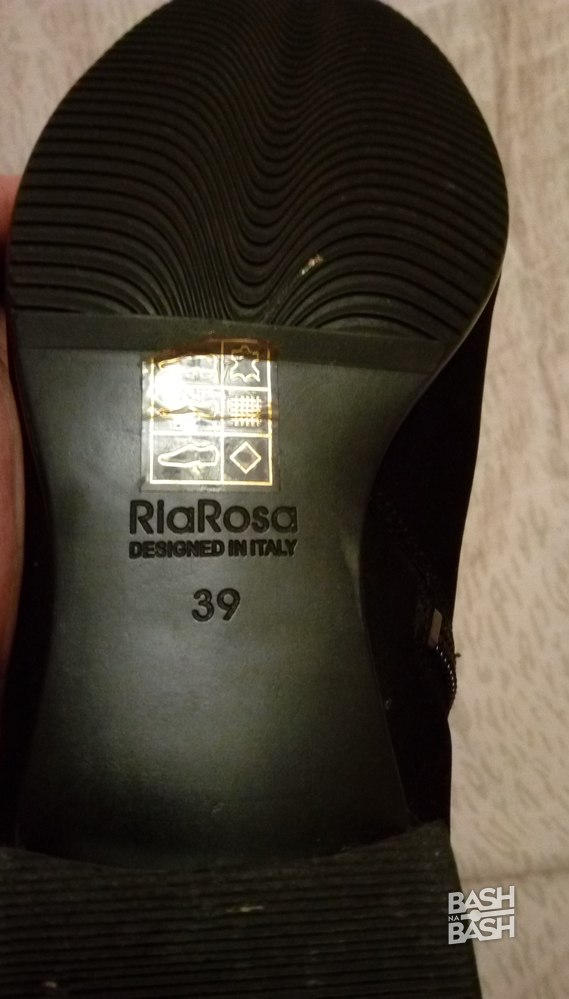 RIaRosa
DESIGNED IN ITALY
39
BASH
NA
BASH